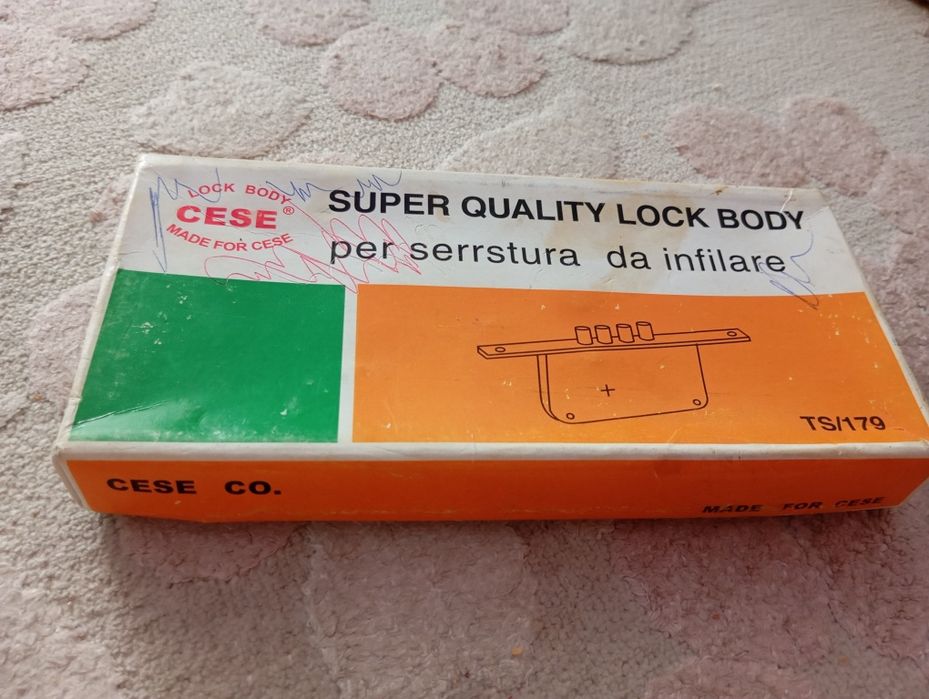 LOCK BODY
CESE®
MADE FOR CESE
SUPER QUALITY LOCK BODY
per serrstura da infilare
TS/179
CESE CO.
MADE FOR CESE